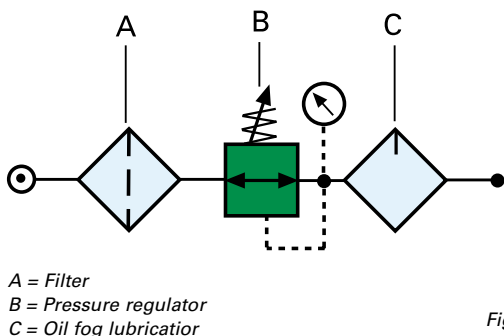 A
B
C
A = Filter
B = Pressure regulator
C = Oil fog lubricatior